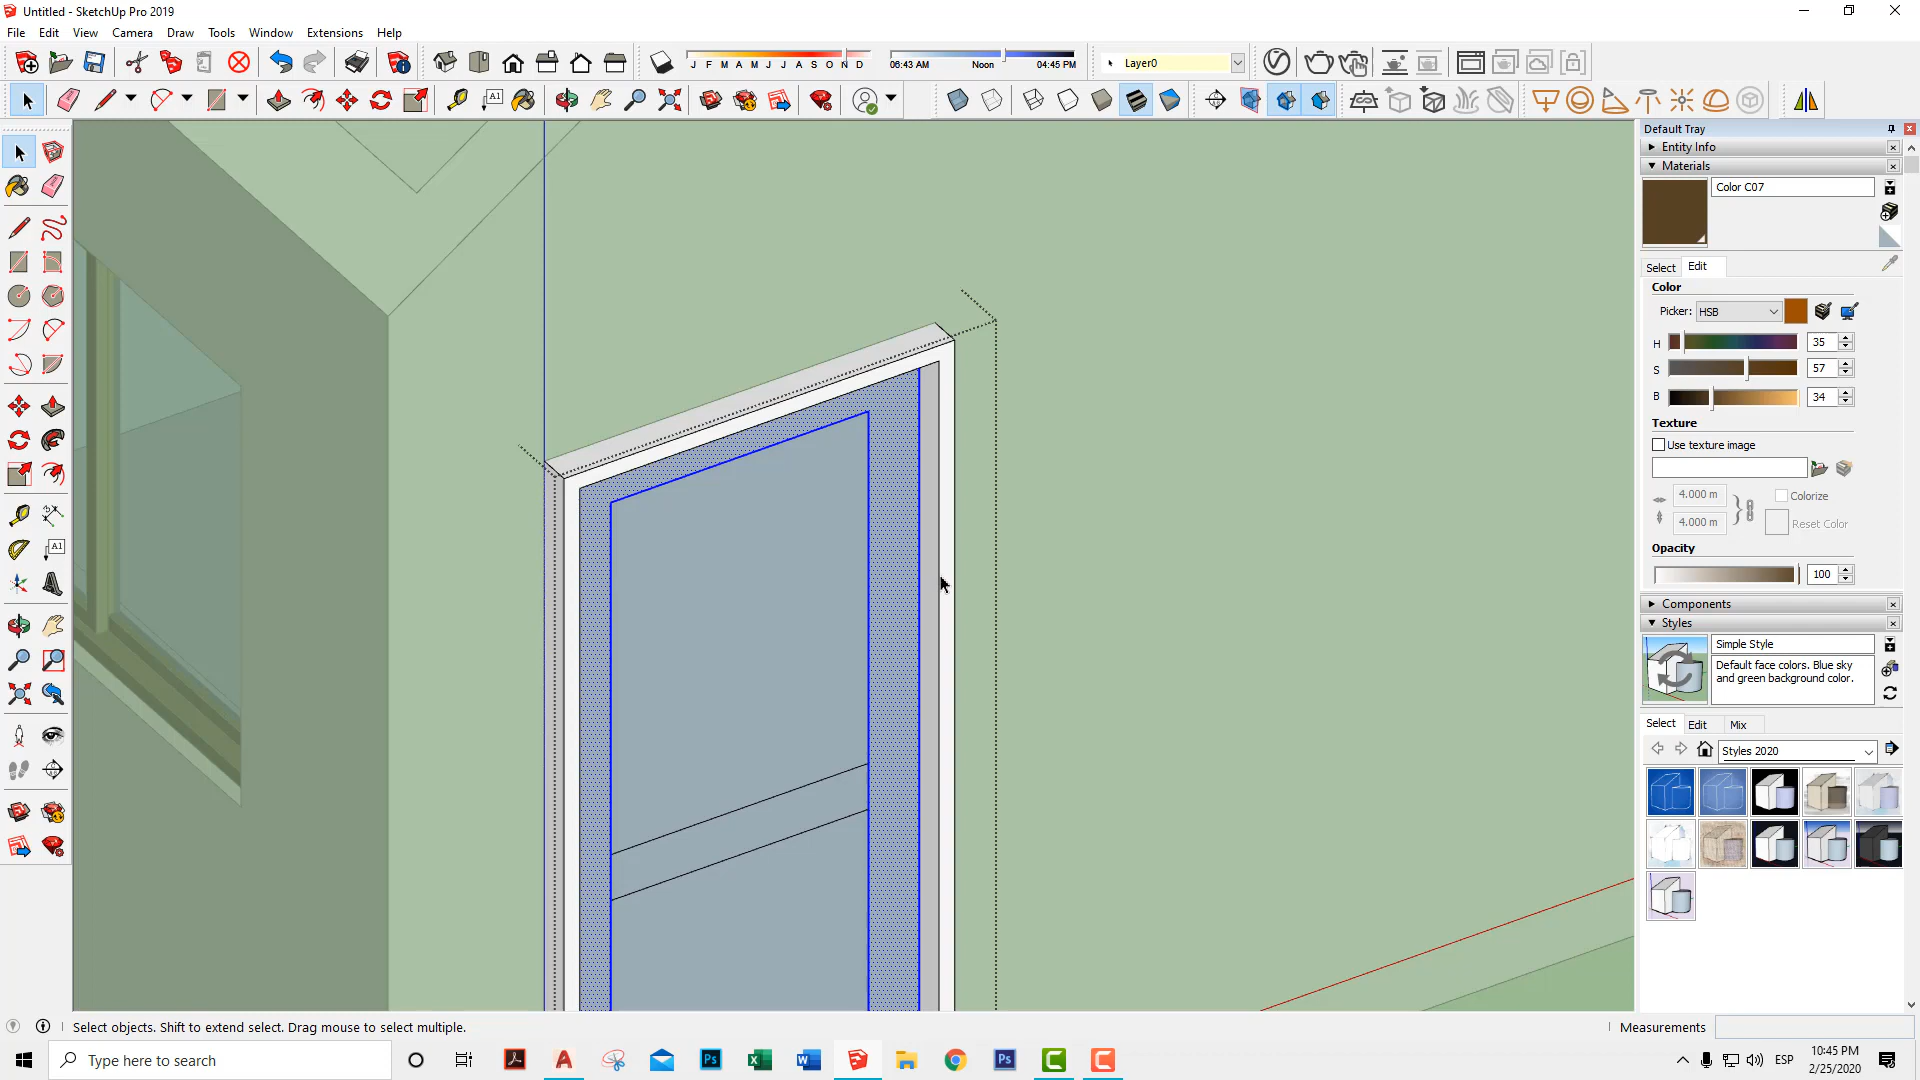 Untitled - SketchUp Pro 2019
File Edit View Camera Draw Tools Window Extensions Help
J F M A M J J A S O N D
06:43 AM Noon 04:45 PM
Layer0
A1
Default Tray
Entity Info
Materials
Color C07
Select Edit
Color
Picker: HSB
H 35
S 57
B 34
Texture
Use texture image
4.000 m
Colorize
4.000 m
Reset Color
Opacity
100
Components
Styles
Simple Style
Default face colors. Blue sky
and green background color.
Select Edit Mix
Styles 2020
A1
Select objects. Shift to extend select. Drag mouse to select multiple.
Measurements
Type here to search
Ps
Ps
ESP
10:45 PM
2/25/2020